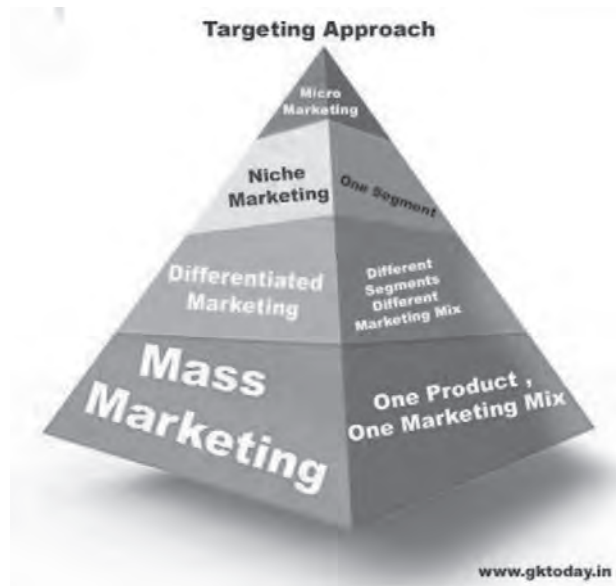 Targeting Approach
Micro
Marketing
Niche
Marketing
One Segment
Differentiated
Marketing
Different
Segments
Different
Marketing Mix
Mass
Marketing
One Product ,
One Marketing Mix
www.gktoday.in